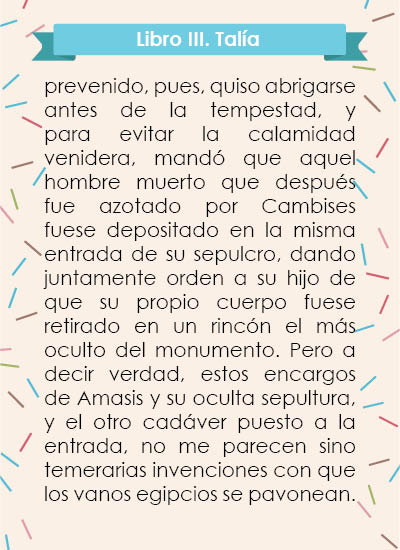 Libro III. Talía
prevenido, pues, quiso abrigarse
antes de la tempestad, y
para evitar la calamidad
venidera, mandó que aquel
hombre muerto que después
fue azotado por Cambises
fuese depositado en la misma
entrada de su sepulcro, dando
juntamente orden a su hijo de
que su propio cuerpo fuese
retirado en un rincón el más
oculto del monumento. Pero a
decir verdad, estos encargos
de Amasis y su oculta sepultura,
y el otro cadáver puesto a la
entrada, no me parecen sino
temerarias invenciones con que
los vanos egipcios se pavonean.